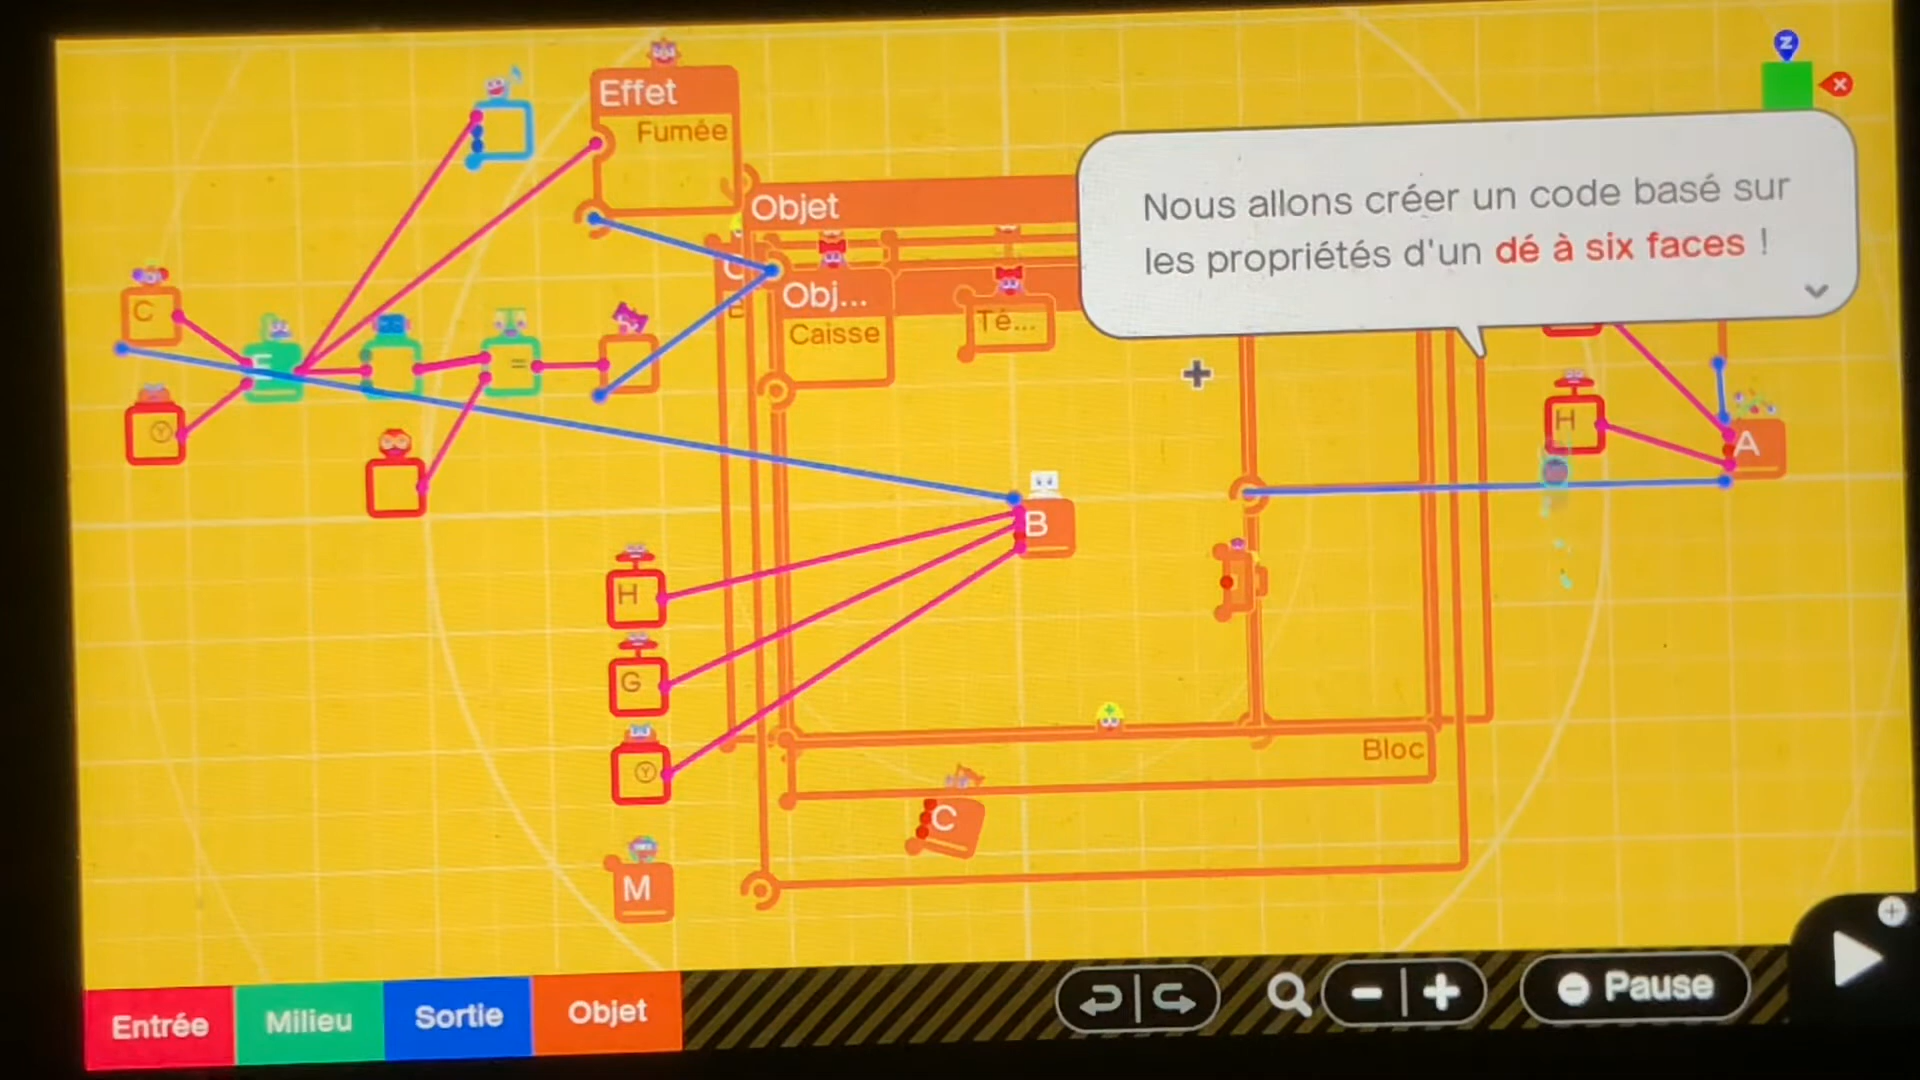 Effet
Fumée
Z
X
Objet
Nous allons créer un code basé sur
les propriétés d'un dé à six faces !
C
Obj...
Caisse
Té...
=
Y
H
A
B
H
G
Y
Bloc
C
M
Entrée
Milieu
Sortie
Objet
Pause